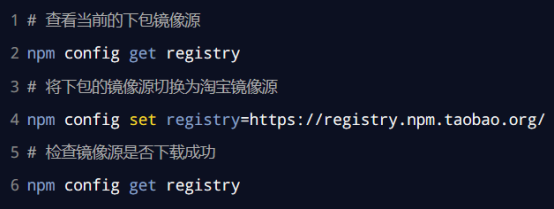 1 # 查看当前的下包镜像源
2 npm config get registry
3 # 将下包的镜像源切换为淘宝镜像源
4 npm config set registry=https://registry.npm.taobao.org/
5 # 检查镜像源是否下载成功
6 npm config get registry